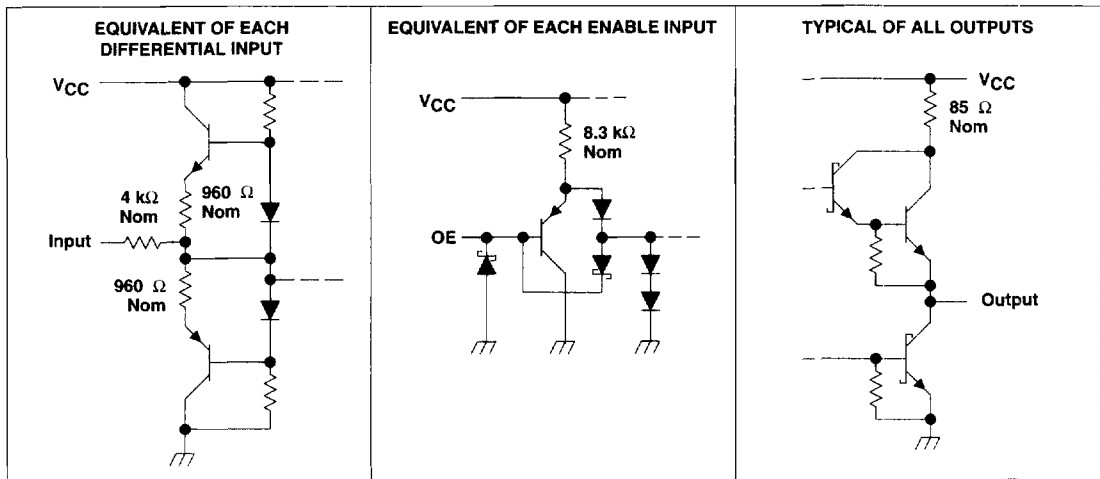 EQUIVALENT OF EACH
DIFFERENTIAL INPUT
VCC
4 kΩ
Nom
960 Ω
Nom
Input
960 Ω
Nom
EQUIVALENT OF EACH ENABLE INPUT
VCC
8.3 kΩ
Nom
OE
TYPICAL OF ALL OUTPUTS
VCC
85 Ω
Nom
Output